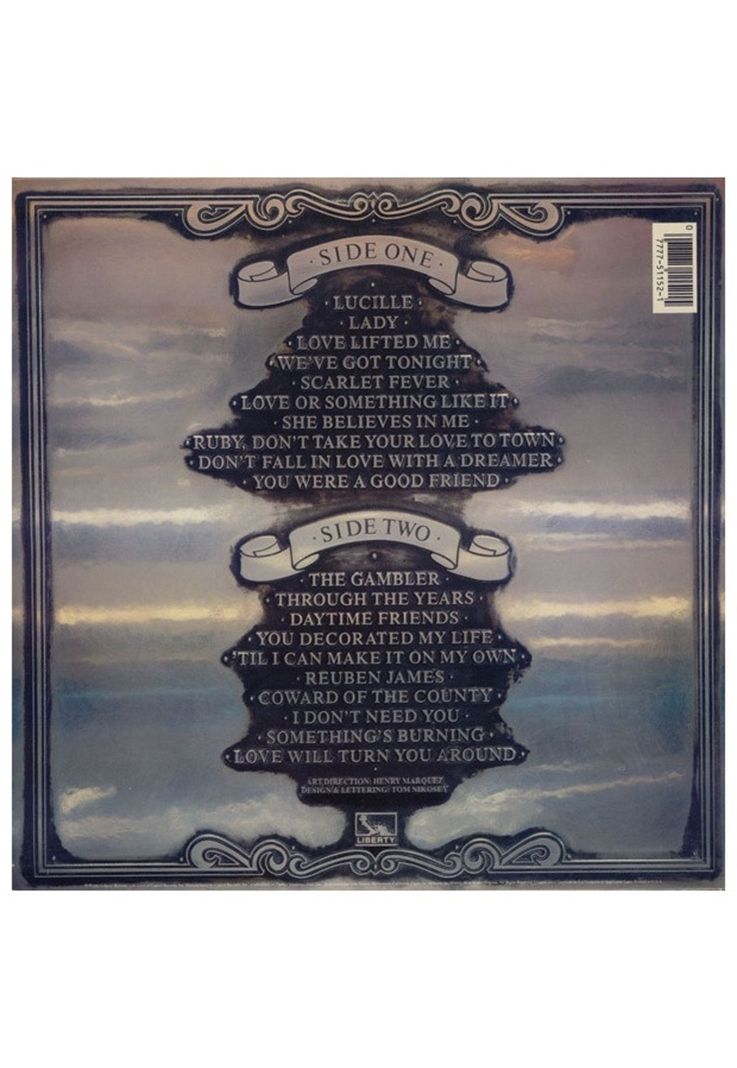 · SIDE ONE ·
· LUCILLE ·
· LADY ·
· LOVE LIFTED ME ·
· WE'VE GOT TONIGHT ·
· SCARLET FEVER ·
· LOVE OR SOMETHING LIKE IT ·
· SHE BELIEVES IN ME ·
· RUBY, DON'T TAKE YOUR LOVE TO TOWN ·
· DON'T FALL IN LOVE WITH A DREAMER ·
· YOU WERE A GOOD FRIEND ·
· SIDE TWO ·
· THE GAMBLER ·
· THROUGH THE YEARS ·
· DAYTIME FRIENDS ·
· YOU DECORATED MY LIFE ·
· 'TIL I CAN MAKE IT ON MY OWN ·
· REUBEN JAMES ·
· COWARD OF THE COUNTY ·
· I DON'T NEED YOU ·
· SOMETHING'S BURNING ·
· LOVE WILL TURN YOU AROUND ·
ART DIRECTION: HENRY MARQUEZ
DESIGN & LETTERING: TOM NIKOSEY
LIBERTY
0 7777-51152-1